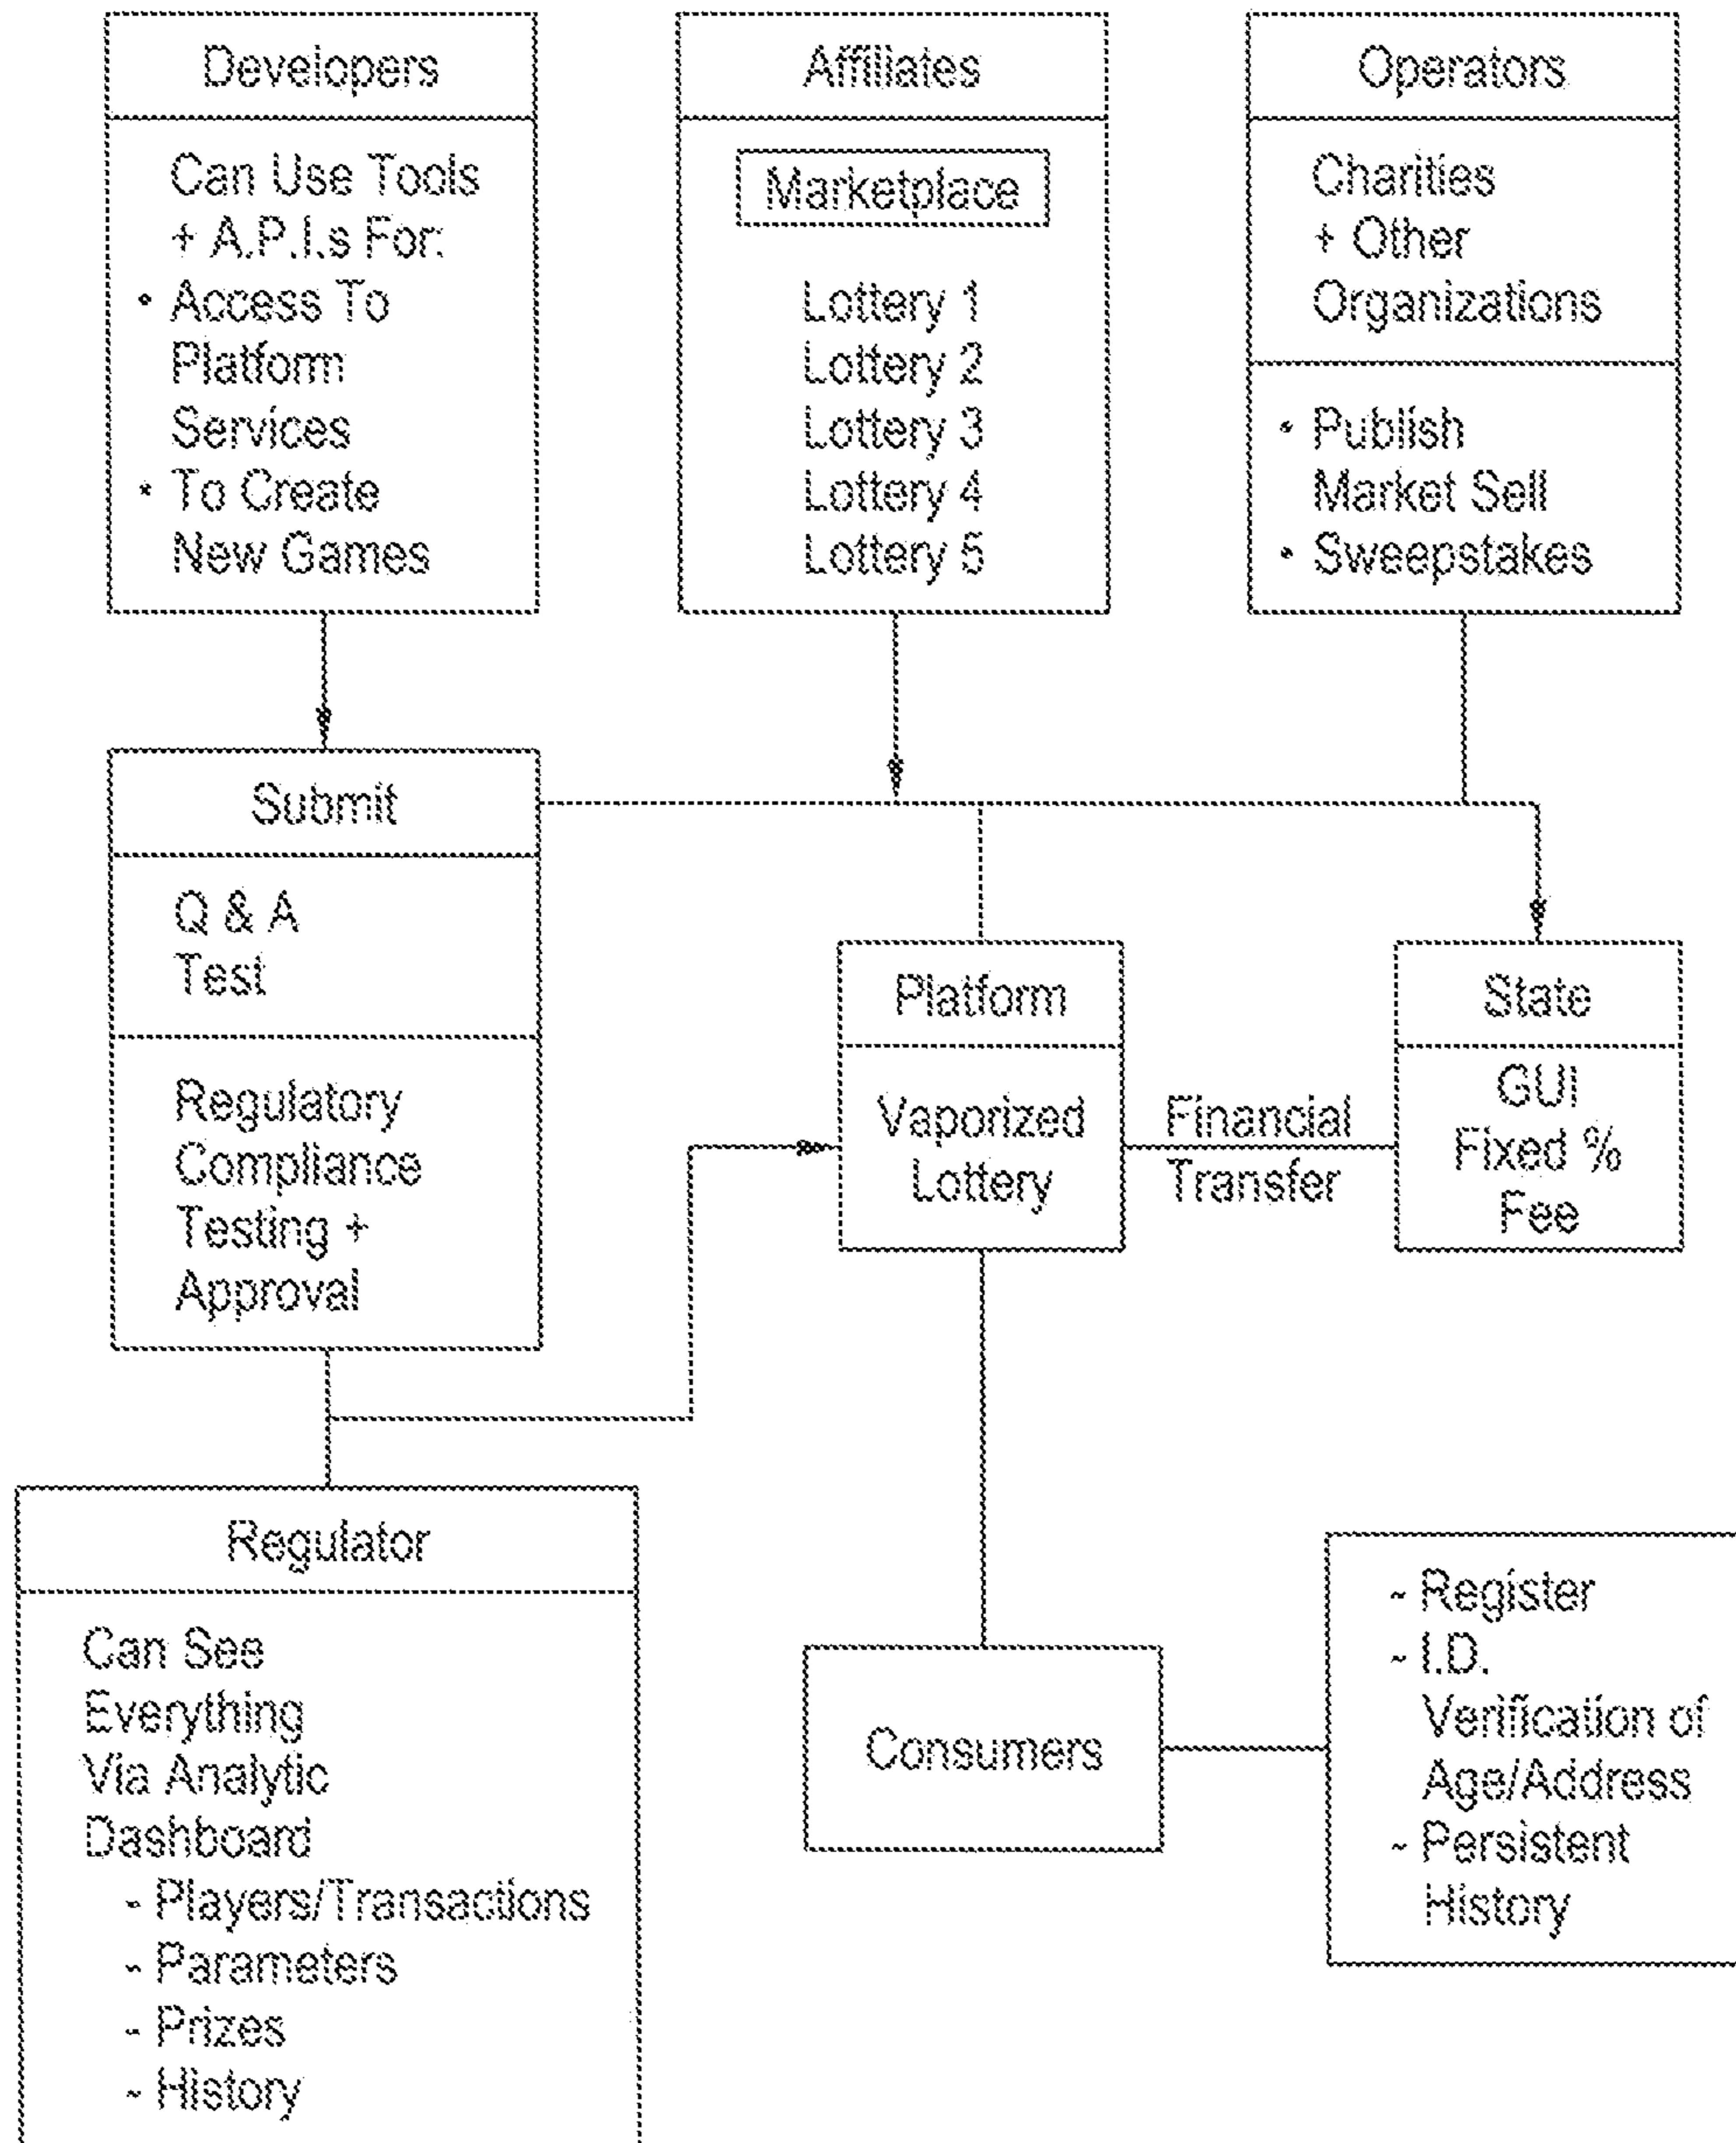 Developers
Can Use Tools
+ A.P.I.s For:
• Access To
Platform
Services
• To Create
New Games
Affiliates
Marketplace
Lottery 1
Lottery 2
Lottery 3
Lottery 4
Lottery 5
Operators
Charities
+ Other
Organizations
• Publish
Market Sell
• Sweepstakes
Submit
Q & A
Test
Regulatory
Compliance
Testing +
Approval
Platform
Vaporized
Lottery
Financial
Transfer
State
GUI
Fixed %
Fee
Regulator
Can See
Everything
Via Analytic
Dashboard
- Players/Transactions
- Parameters
- Prizes
- History
Consumers
- Register
- I.D.
Verification of
Age/Address
- Persistent
History